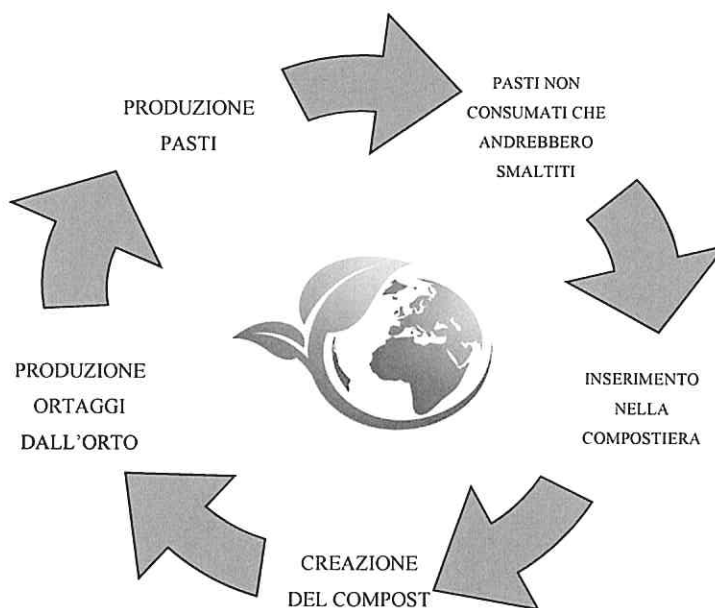 PRODUZIONE
PASTI
PASTI NON
CONSUMATI CHE
ANDREBBERO
SMALTITI
INSERIMENTO
NELLA
COMPOSTIERA
CREAZIONE
DEL COMPOST
PRODUZIONE
ORTAGGI
DALL'ORTO